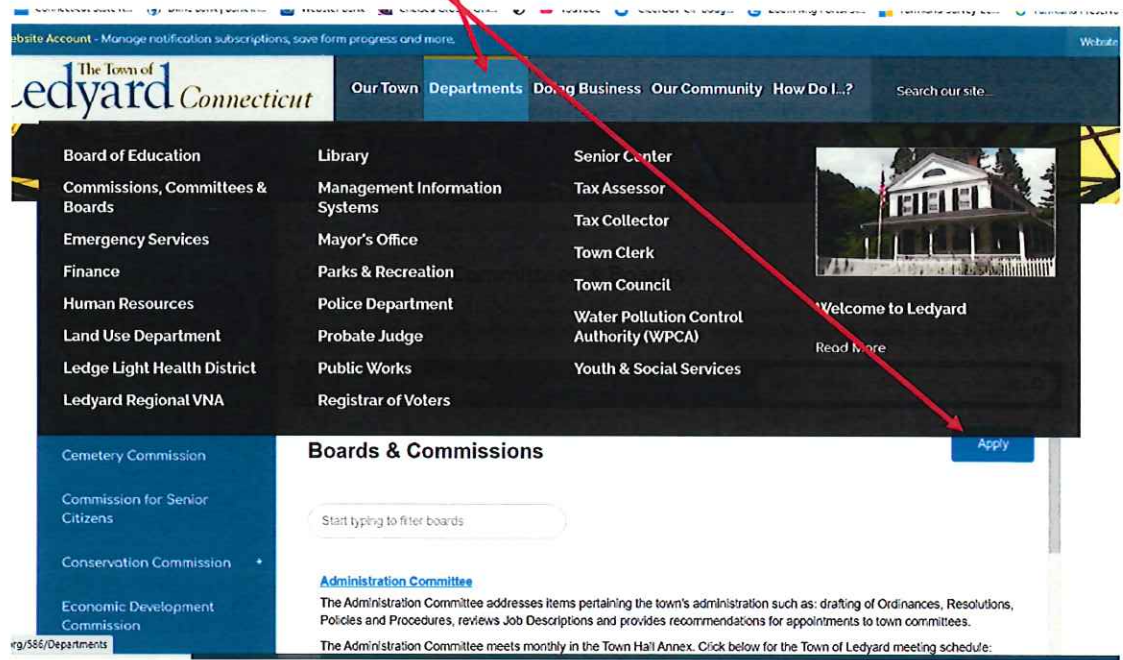 ebsite Account - Manage notification subscriptions, save form progress and more.
Website
The Town of
Ledyard Connecticut
Our Town Departments Doing Business Our Community How Do I...? Search our site...
Board of Education
Commissions, Committees &
Boards
Emergency Services
Finance
Human Resources
Land Use Department
Ledge Light Health District
Ledyard Regional VNA
Library
Management Information
Systems
Mayor's Office
Parks & Recreation
Police Department
Probate Judge
Public Works
Registrar of Voters
Senior Center
Tax Assessor
Tax Collector
Town Clerk
Town Council
Water Pollution Control
Authority (WPCA)
Youth & Social Services
Welcome to Ledyard
Read More
Cemetery Commission
Commission for Senior
Citizens
Conservation Commission +
Economic Development
Commission
Boards & Commissions
Apply
Start typing to filter boards
Administration Committee
The Administration Committee addresses items pertaining the town's administration such as: drafting of Ordinances, Resolutions,
Policies and Procedures, reviews Job Descriptions and provides recommendations for appointments to town committees.
The Administration Committee meets monthly in the Town Hall Annex. Click below for the Town of Ledyard meeting schedule:
org/586/Departments